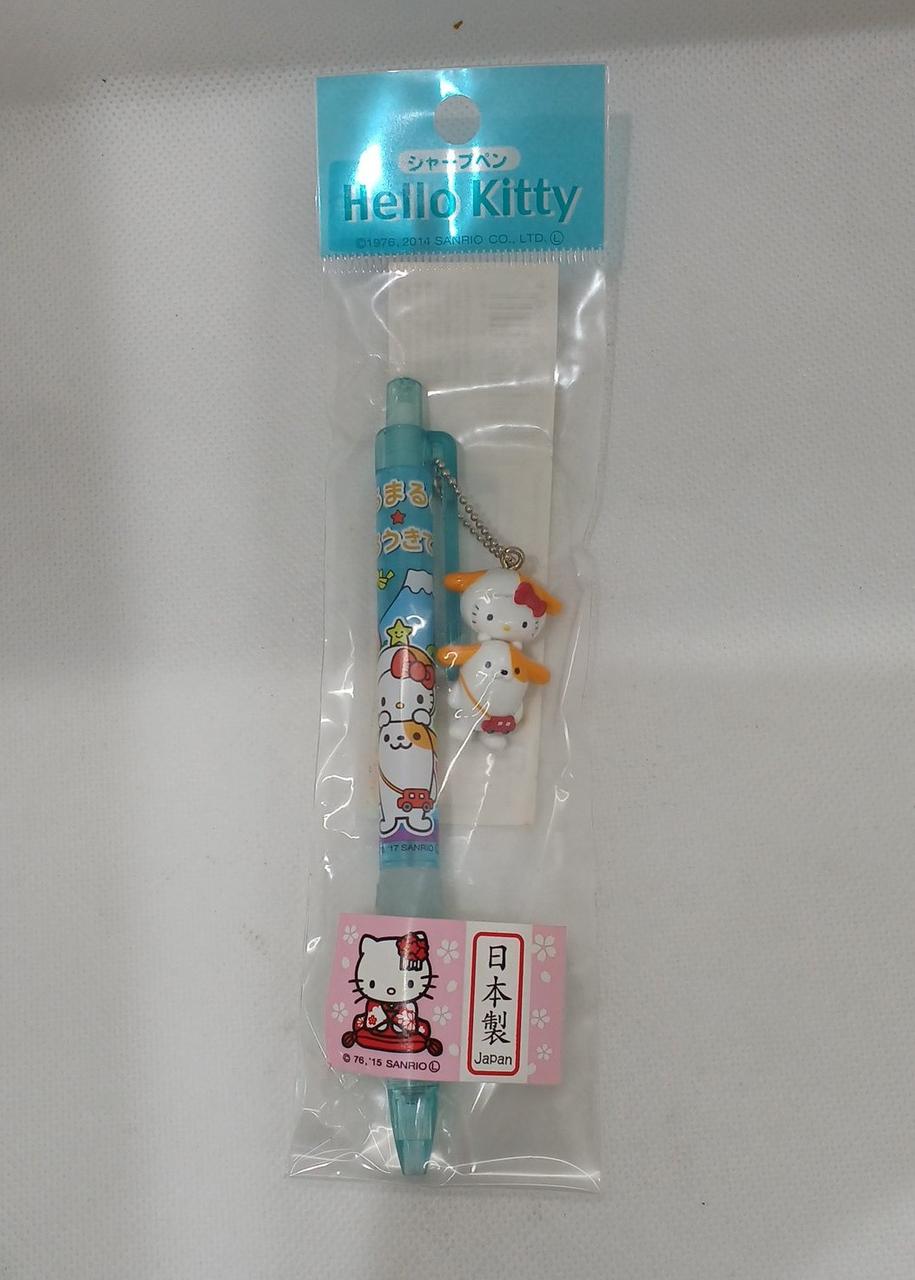 シャープペン
Hello Kitty
©1976, 2014 SANRIO CO., LTD. Ⓛ
まる
うきて
'17 SANRIO
日本製
Japan
© '76, '15 SANRIO Ⓛ